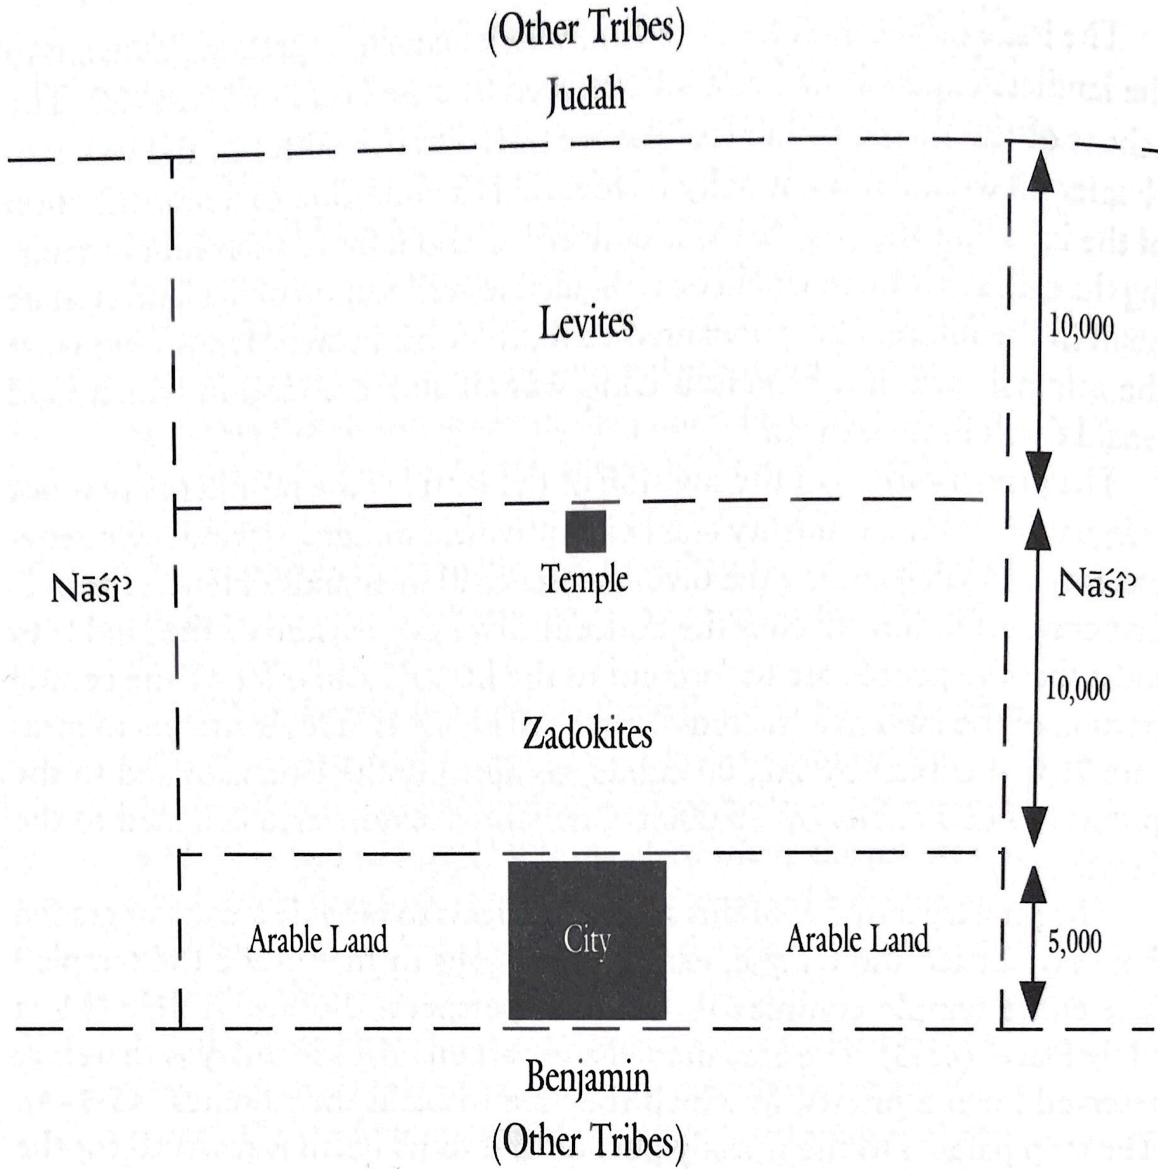 (Other Tribes)
Judah
Levites
10,000
Temple
Nāśîʾ
Nāśîʾ
10,000
Zadokites
Arable Land
City
Arable Land
5,000
Benjamin
(Other Tribes)